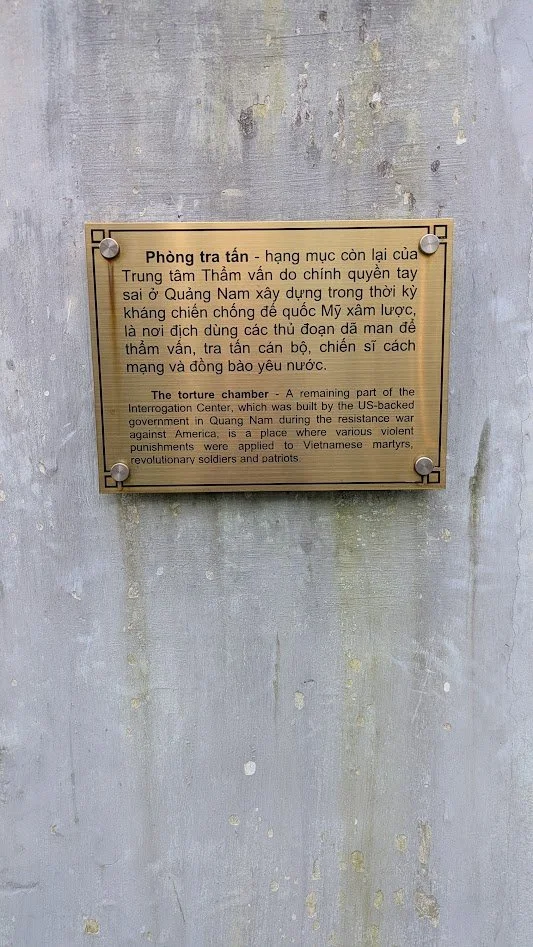 Phòng tra tấn - hạng mục còn lại của
Trung tâm Thẩm vấn do chính quyền tay
sai ở Quảng Nam xây dựng trong thời kỳ
kháng chiến chống đế quốc Mỹ xâm lược,
là nơi địch dùng các thủ đoạn dã man để
thẩm vấn, tra tấn cán bộ, chiến sĩ cách
mạng và đồng bào yêu nước.
The torture chamber - A remaining part of the
Interrogation Center, which was built by the US-backed
government in Quang Nam during the resistance war
against America, is a place where various violent
punishments were applied to Vietnamese martyrs,
revolutionary soldiers and patriots.